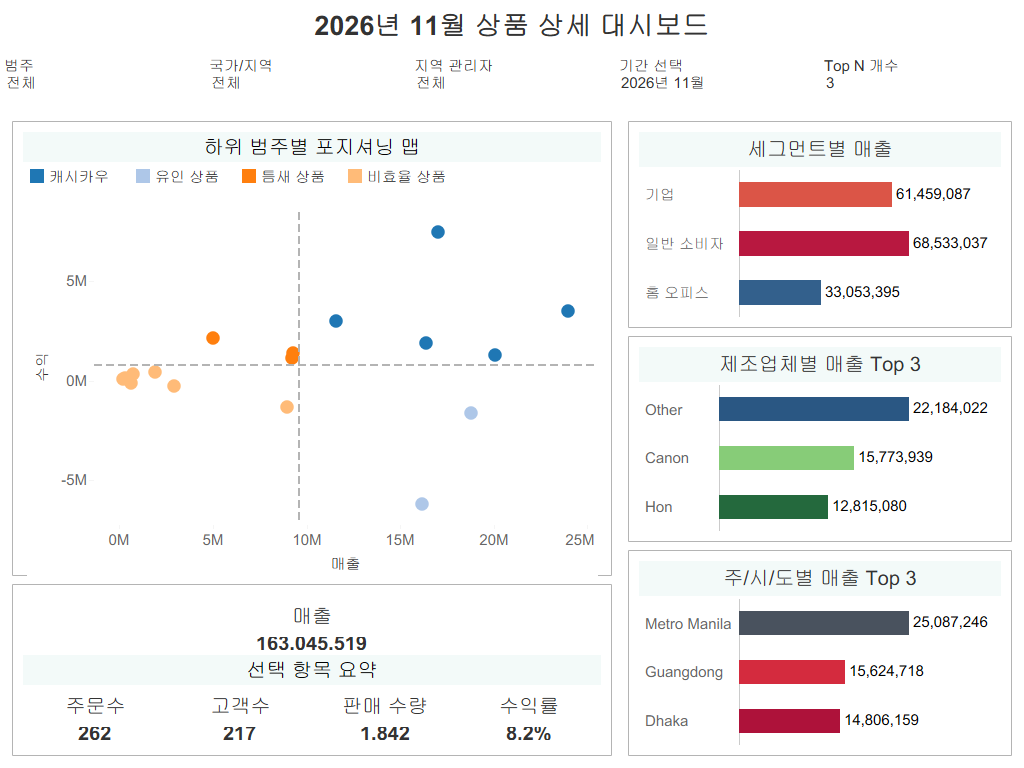 2026년 11월 상품 상세 대시보드
범주 국가/지역 지역 관리자 기간 선택 Top N 개수
전체 전체 전체 2026년 11월 3
하위 범주별 포지셔닝 맵
캐시카우 유인 상품 틈새 상품 비효율 상품
5M
0M
-5M
수익
0M 5M 10M 15M 20M 25M
매출
매출
163.045.519
선택 항목 요약
주문수 고객수 판매 수량 수익률
262 217 1.842 8.2%
세그먼트별 매출
기업 61,459,087
일반 소비자 68,533,037
홈 오피스 33,053,395
제조업체별 매출 Top 3
Other 22,184,022
Canon 15,773,939
Hon 12,815,080
주/시/도별 매출 Top 3
Metro Manila 25,087,246
Guangdong 15,624,718
Dhaka 14,806,159